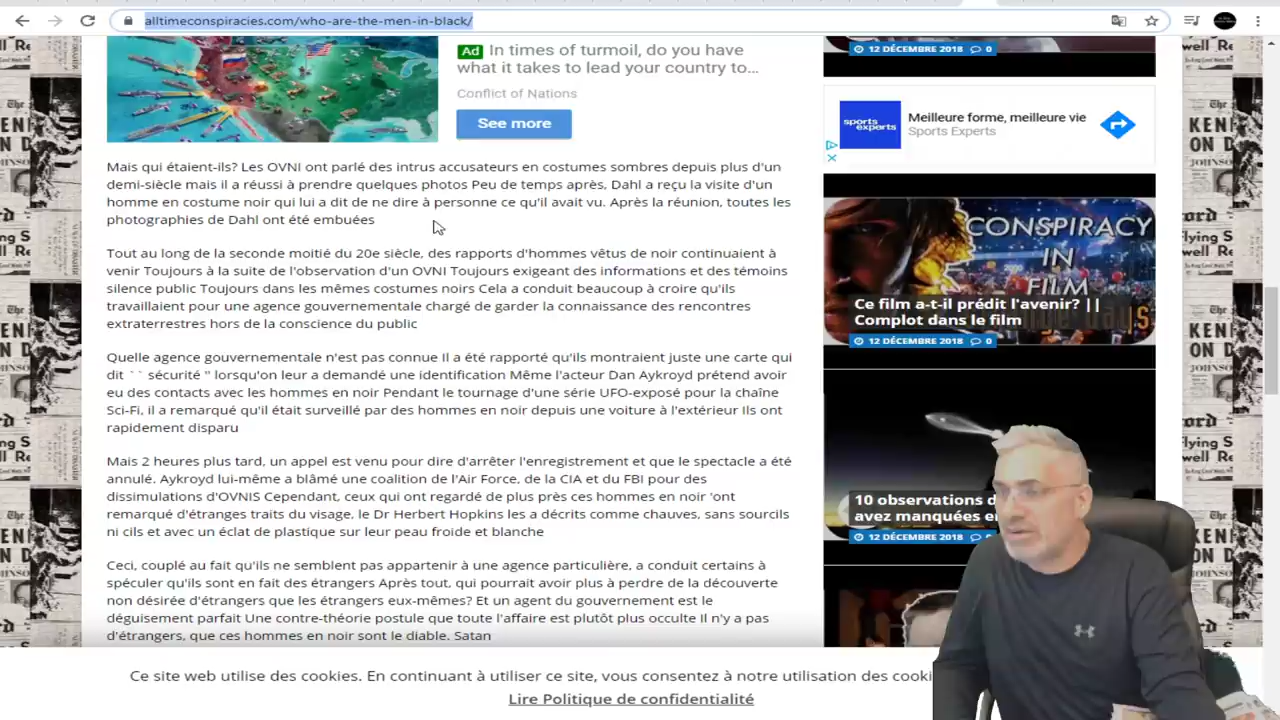 alltimeconspiracies.com/who-are-the-men-in-black/
Ad In times of turmoil, do you have
what it takes to lead your country to...
Conflict of Nations
See more
Mais qui étaient-ils? Les OVNI ont parlé des intrus accusateurs en costumes sombres depuis plus d'un
demi-siècle mais il a réussi à prendre quelques photos Peu de temps après, Dahl a reçu la visite d'un
homme en costume noir qui lui a dit de ne dire à personne ce qu'il avait vu. Après la réunion, toutes les
photographies de Dahl ont été embuées
Tout au long de la seconde moitié du 20e siècle, des rapports d'hommes vêtus de noir continuaient à
venir Toujours à la suite de l'observation d'un OVNI Toujours exigeant des informations et des témoins
silence public Toujours dans les mêmes costumes noirs Cela a conduit beaucoup à croire qu'ils
travaillaient pour une agence gouvernementale chargé de garder la connaissance des rencontres
extraterrestres hors de la conscience du public
Quelle agence gouvernementale n'est pas connue Il a été rapporté qu'ils montraient juste une carte qui
dit `` sécurité '' lorsqu'on leur a demandé une identification Même l'acteur Dan Aykroyd prétend avoir
eu des contacts avec les hommes en noir Pendant le tournage d'une série UFO-exposé pour la chaîne
Sci-Fi, il a remarqué qu'il était surveillé par des hommes en noir depuis une voiture à l'extérieur Ils ont
rapidement disparu
Mais 2 heures plus tard, un appel est venu pour dire d'arrêter l'enregistrement et que le spectacle a été
annulé. Aykroyd lui-même a blâmé une coalition de l'Air Force, de la CIA et du FBI pour des
dissimulations d'OVNIS Cependant, ceux qui ont regardé de plus près ces hommes en noir 'ont
remarqué d'étranges traits du visage, le Dr Herbert Hopkins les a décrits comme chauves, sans sourcils
ni cils et avec un éclat de plastique sur leur peau froide et blanche
Ceci, couplé au fait qu'ils ne semblent pas appartenir à une agence particulière, a conduit certains à
spéculer qu'ils sont en fait des étrangers Après tout, qui pourrait avoir plus à perdre de la découverte
non désirée d'étrangers que les étrangers eux-mêmes? Et un agent du gouvernement est le
déguisement parfait Une contre-théorie postule que toute l'affaire est plutôt plus occulte Il n'y a pas
d'étrangers, que ces hommes en noir sont le diable. Satan
12 DÉCEMBRE 2018 0
sports experts
Meilleure forme, meilleure vie
Sports Experts
CONSPIRACY
IN
FILM
Ce film a-t-il prédit l'avenir? ||
Complot dans le film
12 DÉCEMBRE 2018 0
10 observations d
avez manquées e
12 DÉCEMBRE 2018
Ce site web utilise des cookies. En continuant à utiliser ce site, vous consentez à notre utilisation des cooki
Lire Politique de confidentialité